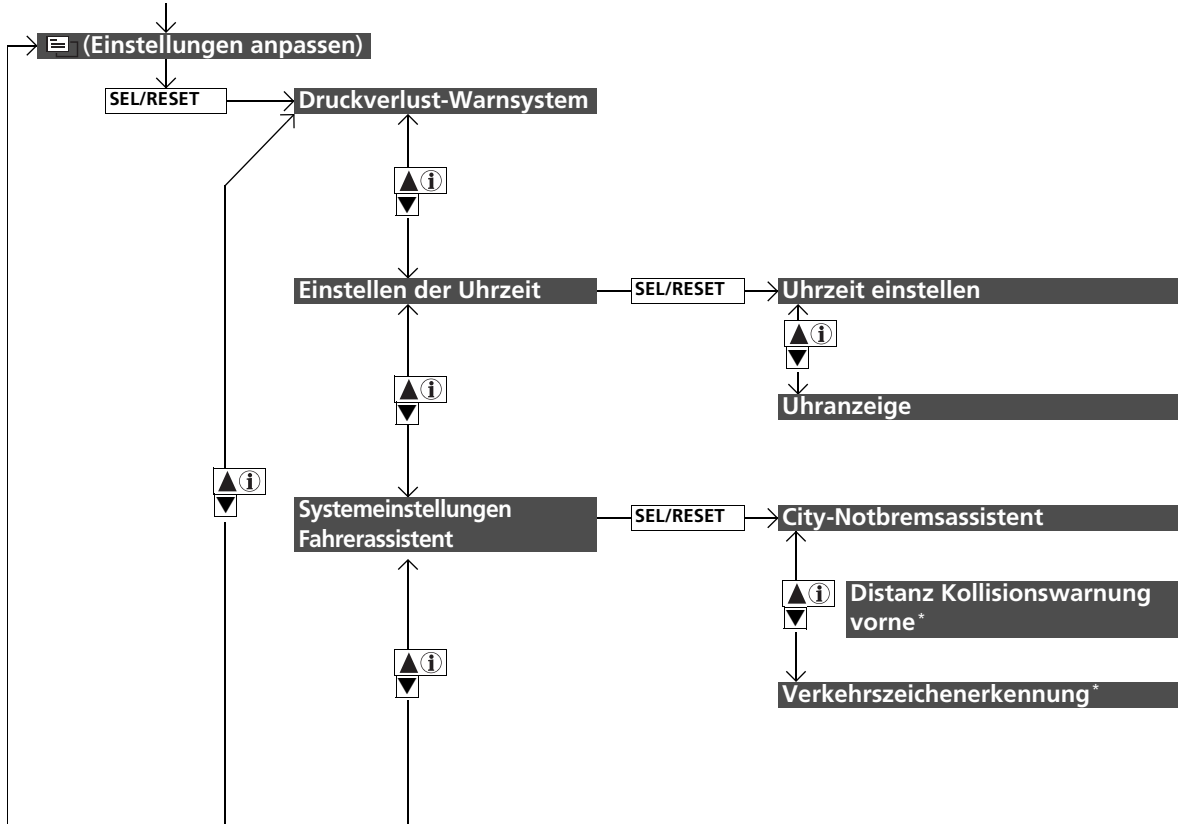 (Einstellungen anpassen)
SEL/RESET
Druckverlust-Warnsystem
Einstellen der Uhrzeit
SEL/RESET
Uhrzeit einstellen
Uhranzeige
Systemeinstellungen
Fahrerassistent
SEL/RESET
City-Notbremsassistent
Distanz Kollisionswarnung
vorne*
Verkehrszeichenerkennung*